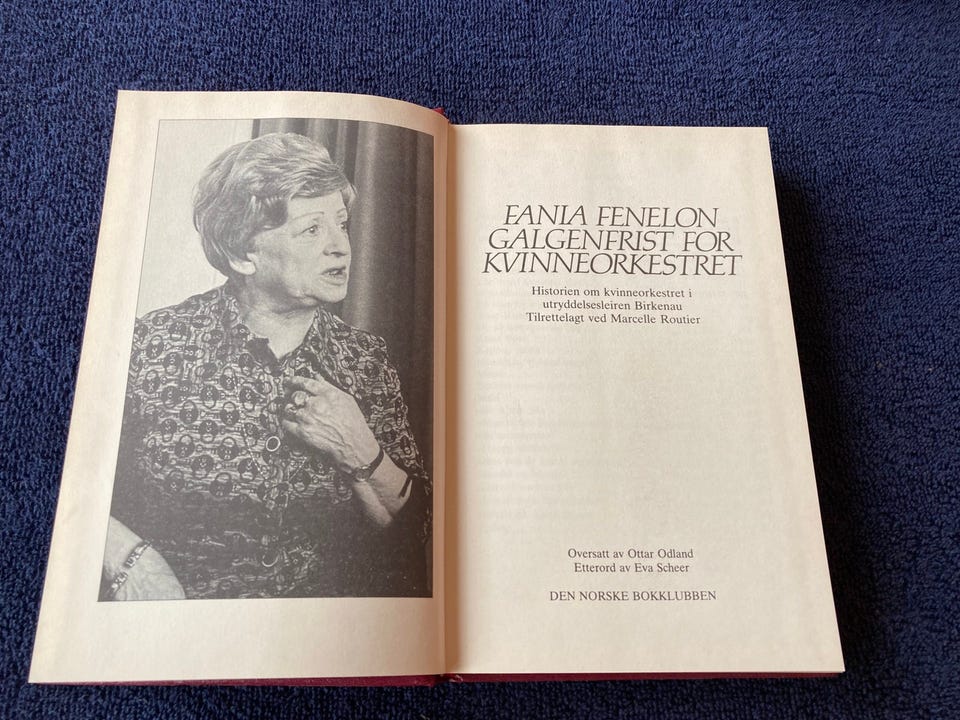 FANIA FENELON
GALGENFRIST FOR
KVINNEORKESTRET
Historien om kvinneorkestret i
utryddelsesleiren Birkenau
Tilrettelagt ved Marcelle Routier
Oversatt av Ottar Odland
Etterord av Eva Scheer
DEN NORSKE BOKKLUBBEN